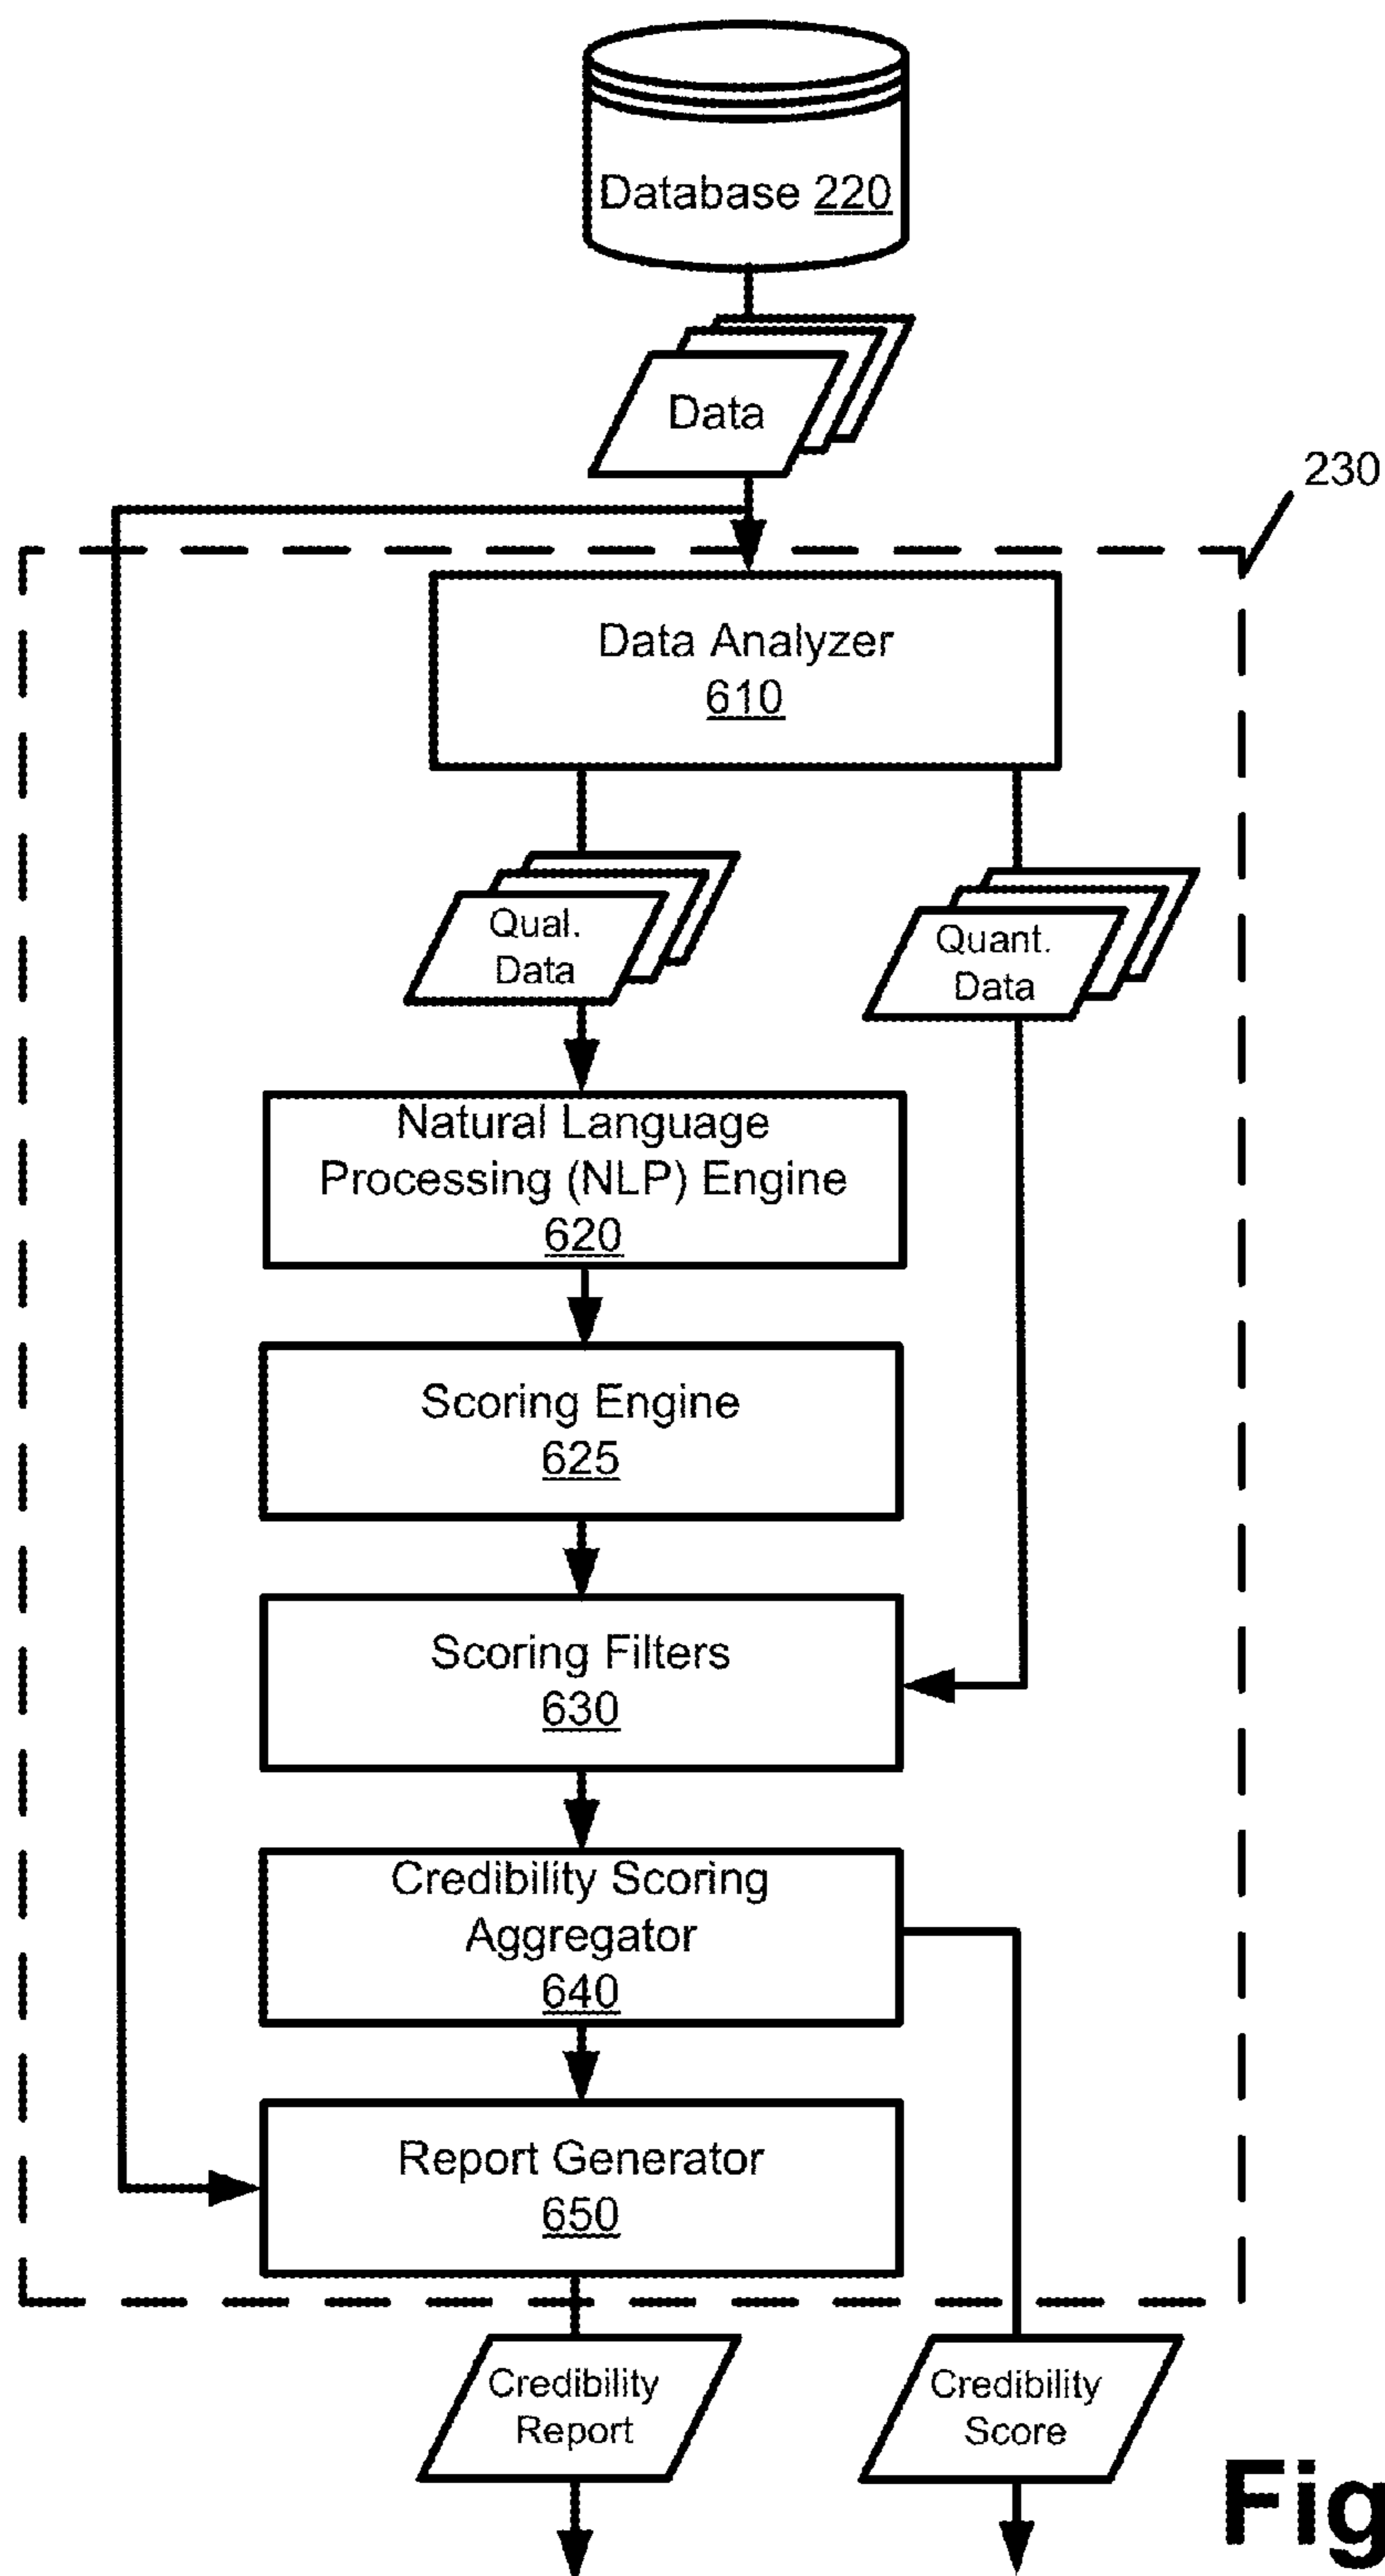 Database 220
Data
230
Data Analyzer
610
Qual.
Data
Quant.
Data
Natural Language
Processing (NLP) Engine
620
Scoring Engine
625
Scoring Filters
630
Credibility Scoring
Aggregator
640
Report Generator
650
Credibility
Report
Credibility
Score
Fig